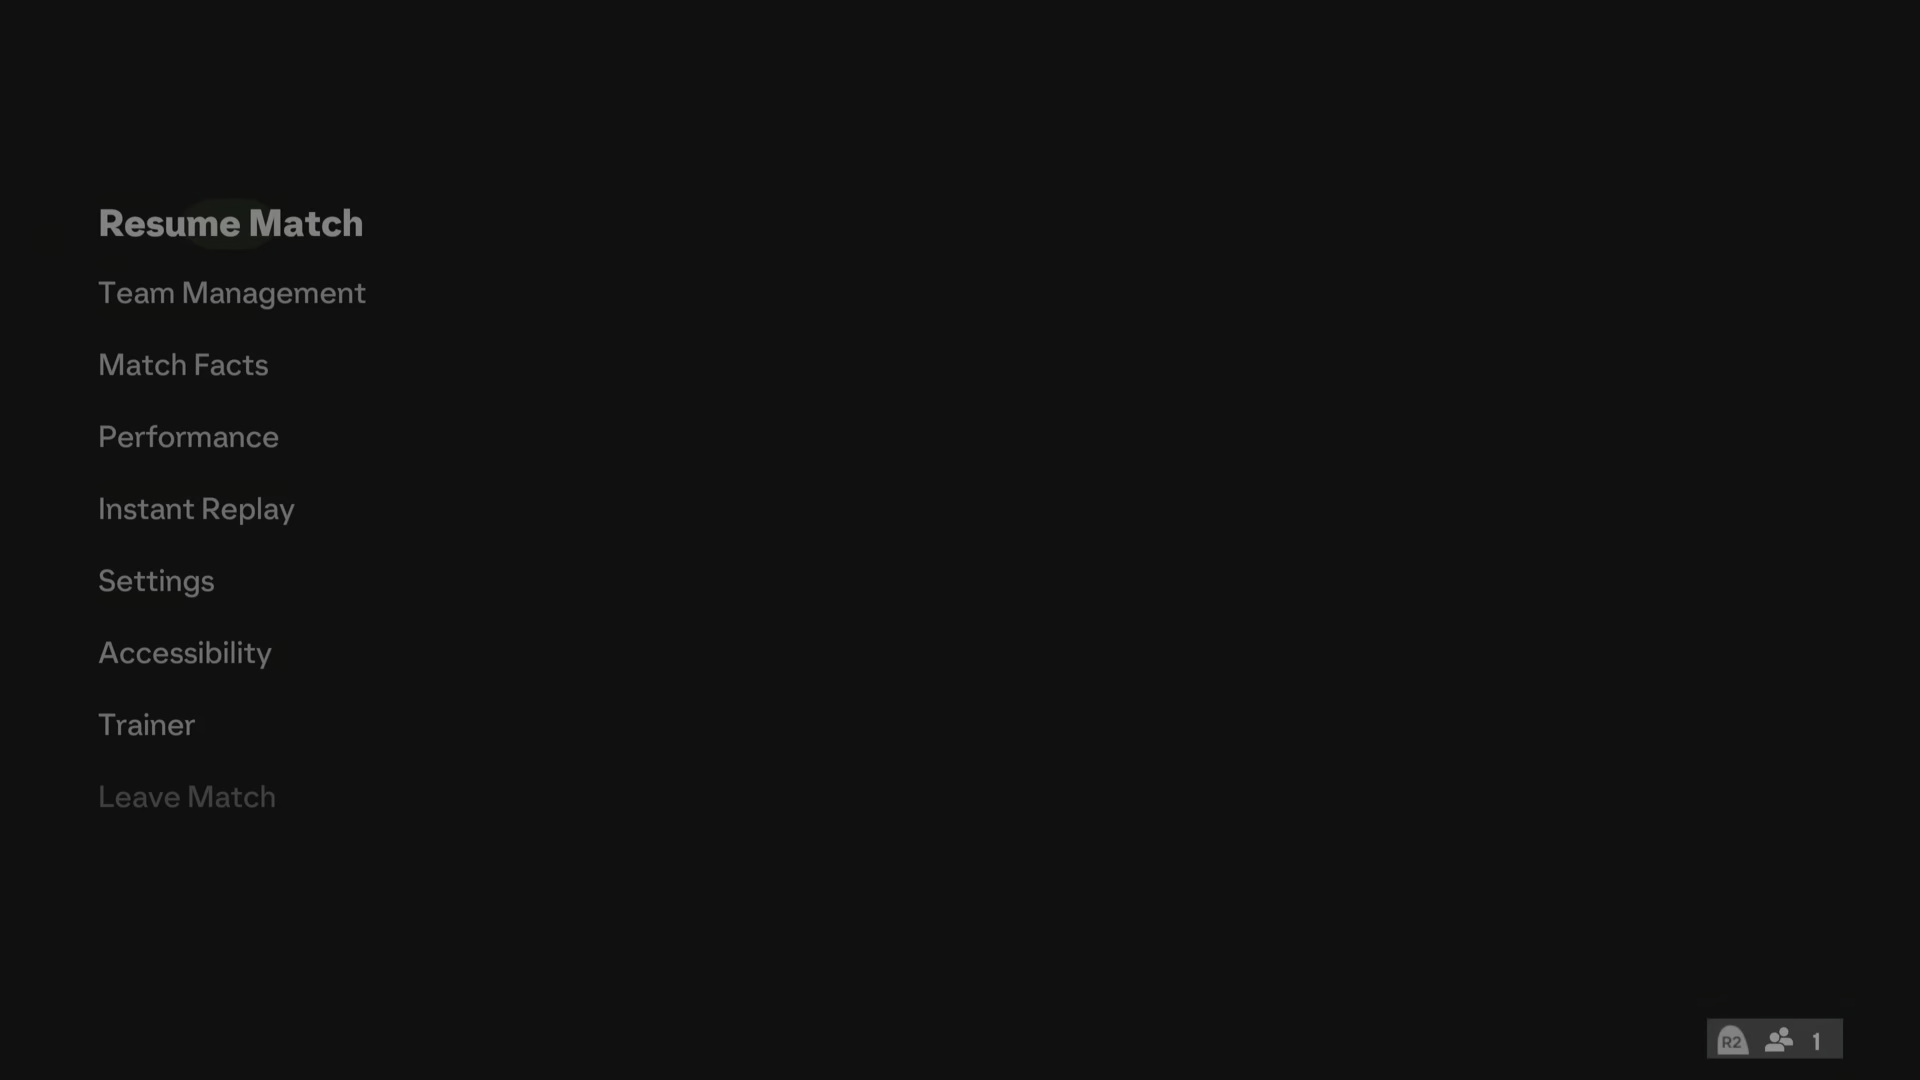 Resume Match
Team Management
Match Facts
Performance
Instant Replay
Settings
Accessibility
Trainer
Leave Match
R2 1